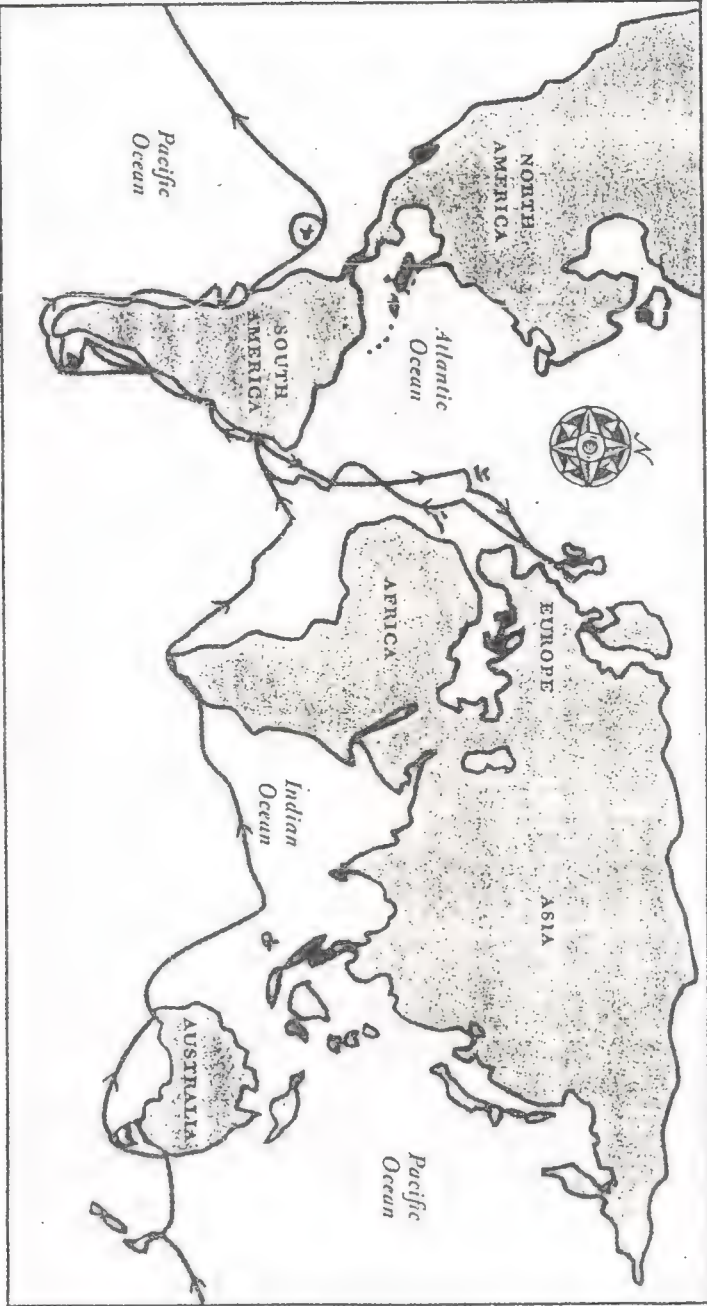 NORTH
AMERICA
N
EUROPE
ASIA
Atlantic
Ocean
Pacific
Ocean
AFRICA
Pacific
Ocean
SOUTH
AMERICA
Indian
Ocean
AUSTRALIA